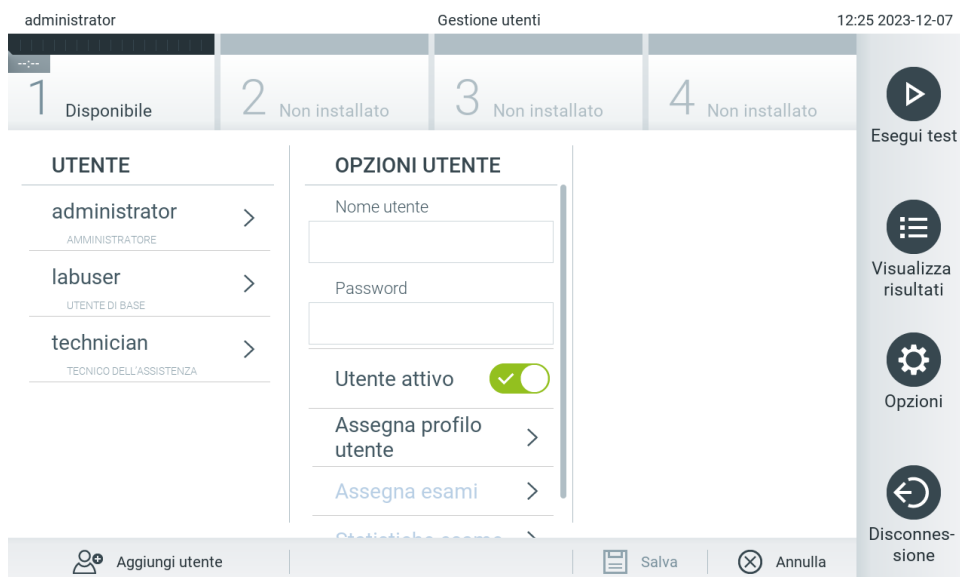 administrator
Gestione utenti
12:25 2023-12-07
--:--
1 Disponibile
2 Non installato
3 Non installato
4 Non installato
Esegui test
Visualizza
risultati
Opzioni
Disconnes-
sione
UTENTE
administrator
AMMINISTRATORE
labuser
UTENTE DI BASE
technician
TECNICO DELL'ASSISTENZA
OPZIONI UTENTE
Nome utente
Password
Utente attivo
Assegna profilo
utente
Assegna esami
Statistiche esame
Aggiungi utente
Salva
Annulla